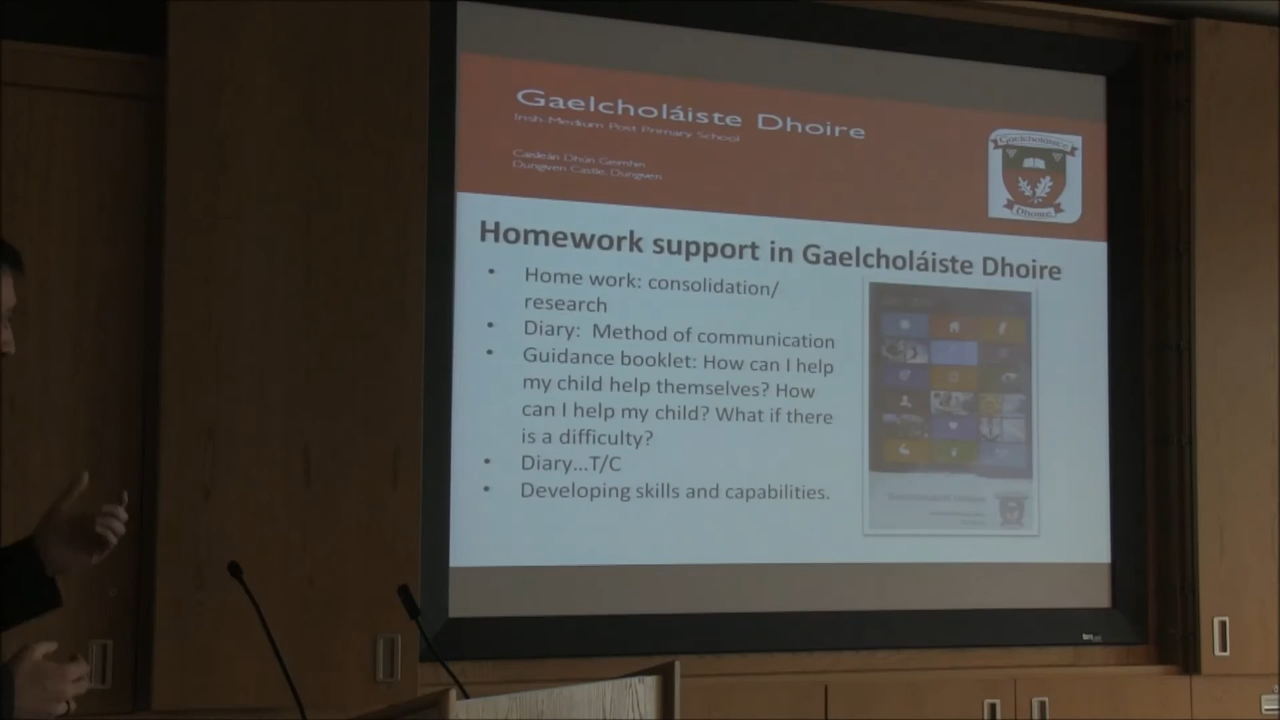 Gaelcholáiste Dhoire
Irish-Medium Post Primary School
Caisleán Dhún Geimhin
Dungiven Castle, Dungiven
Gaelcholáiste
Dhoire
Homework support in Gaelcholáiste Dhoire
• Home work: consolidation/
research
• Diary: Method of communication
• Guidance booklet: How can I help
my child help themselves? How
can I help my child? What if there
is a difficulty?
• Diary...T/C
• Developing skills and capabilities.